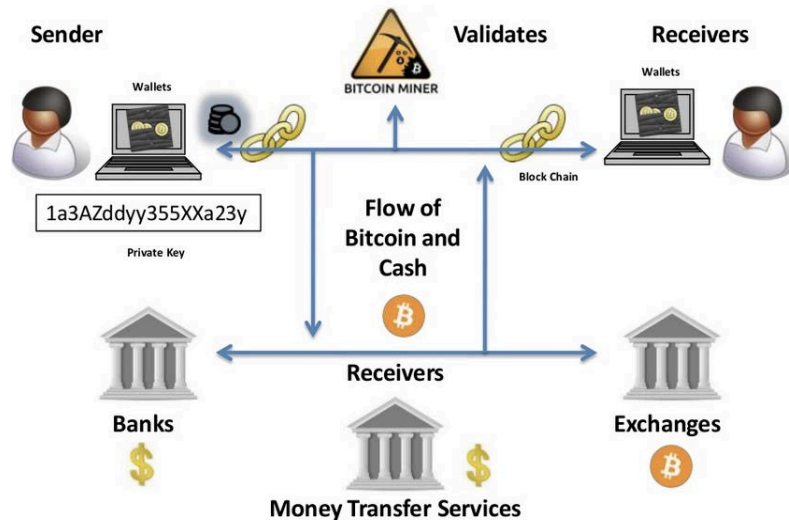 Sender
Validates
Receivers
Wallets
Wallets
BITCOIN MINER
Block Chain
1a3AZddyy355XXa23y
Private Key
Flow of
Bitcoin and
Cash
Receivers
Banks
Exchanges
Money Transfer Services